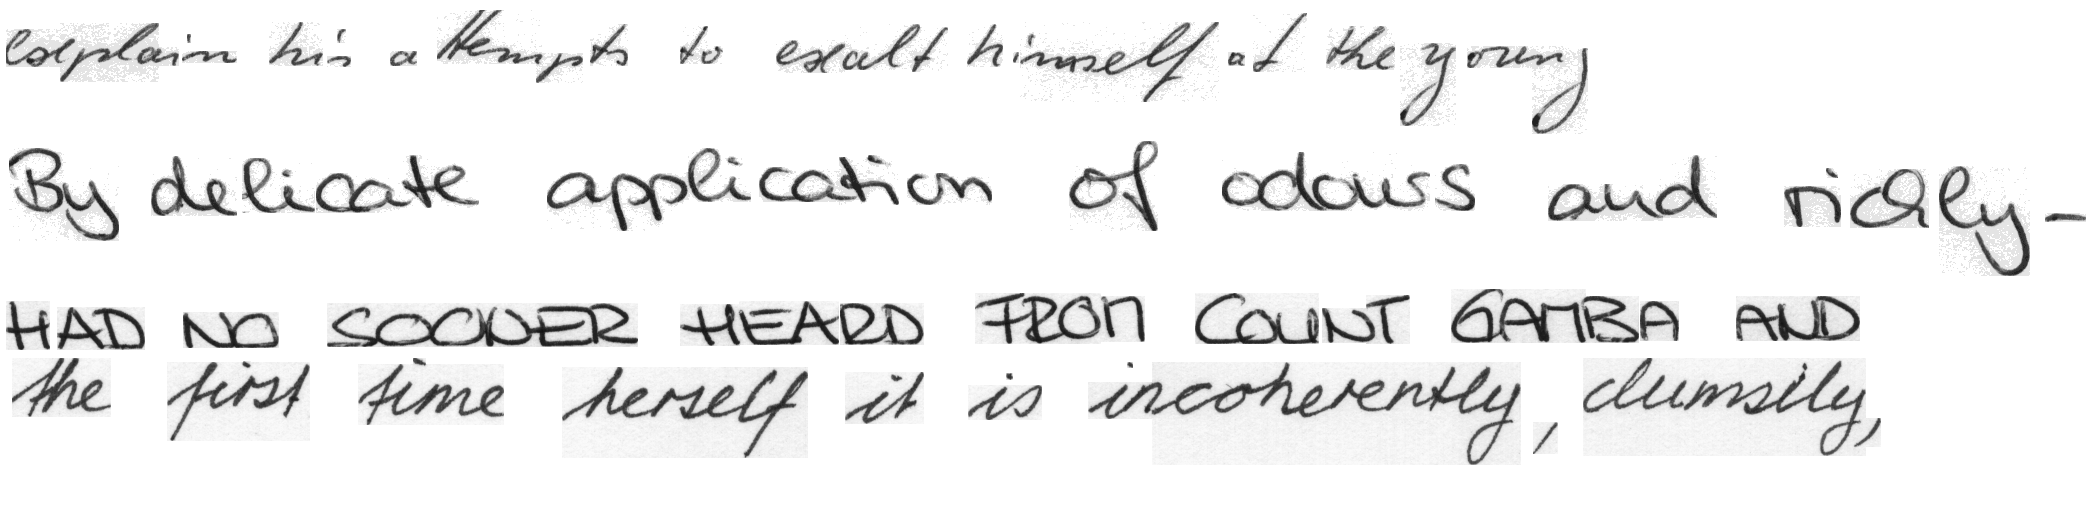 explain his attempts to exalt himself at the young
By delicate application of odours and richly-
HAD NO SOONER HEARD FROM COUNT GAMBA AND
the first time herself it is incoherently, clumsily,